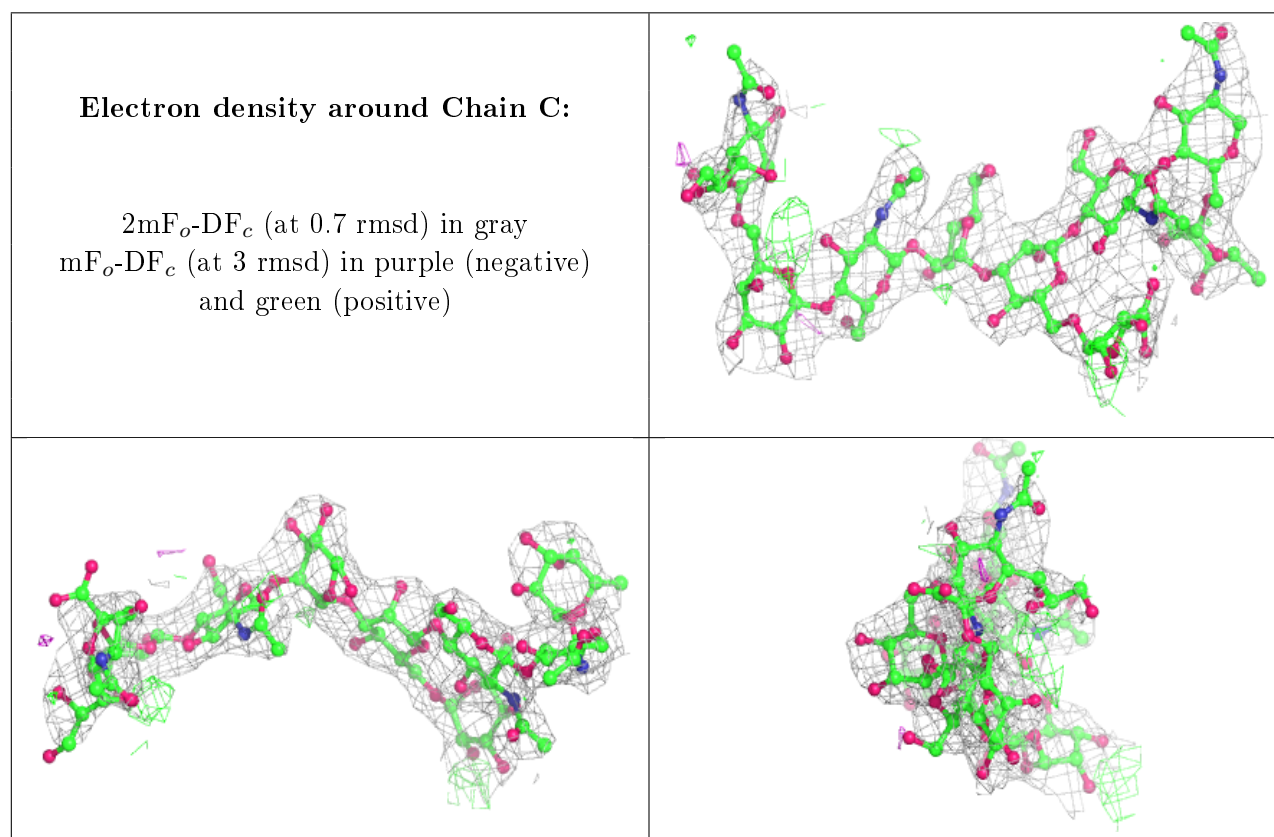 Electron density around Chain C:
2mFₒ-DF𝒸 (at 0.7 rmsd) in gray
mFₒ-DF𝒸 (at 3 rmsd) in purple (negative)
and green (positive)